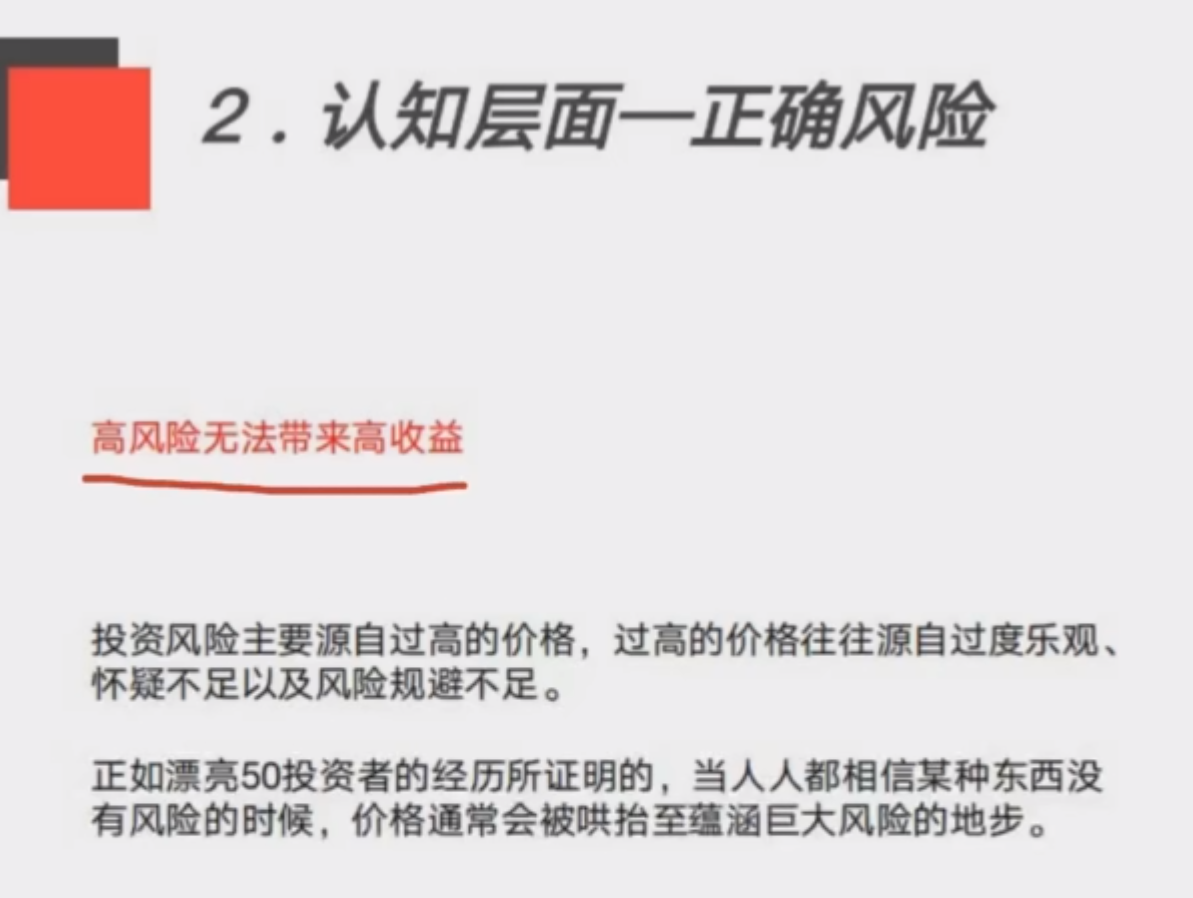 2．认知层面—正确风险
高风险无法带来高收益
投资风险主要源自过高的价格，过高的价格往往源自过度乐观、
怀疑不足以及风险规避不足。
正如漂亮50投资者的经历所证明的，当人人都相信某种东西没
有风险的时候，价格通常会被哄抬至蕴涵巨大风险的地步。